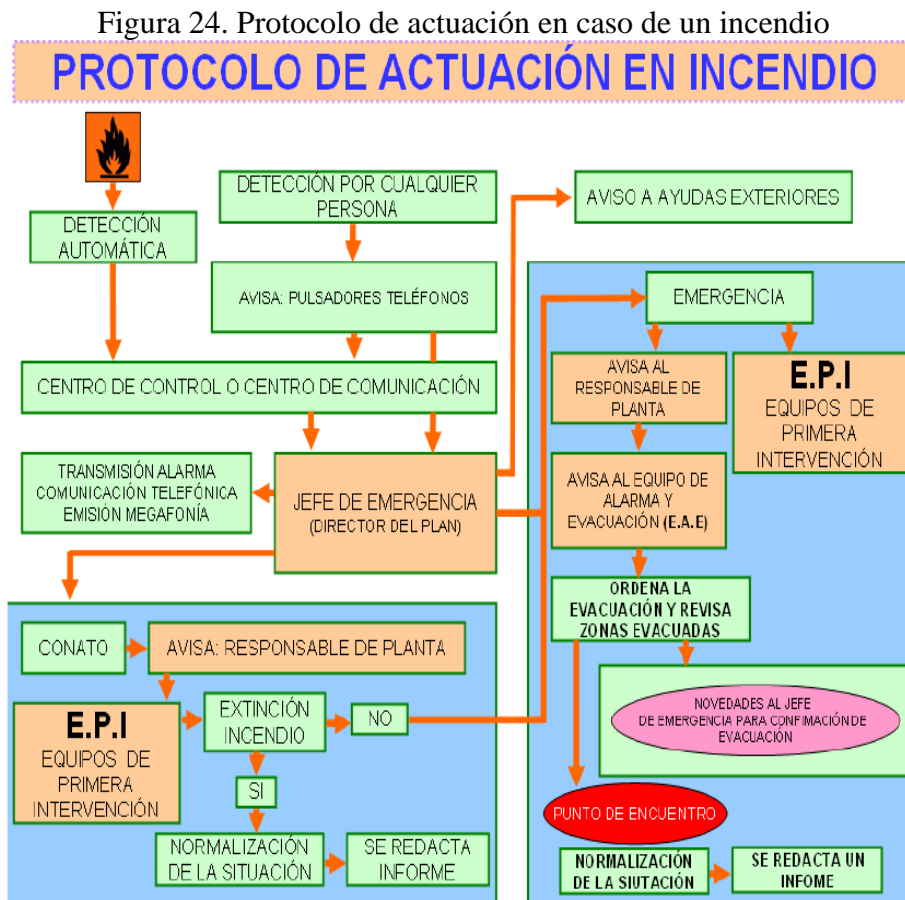 Figura 24. Protocolo de actuación en caso de un incendio
PROTOCOLO DE ACTUACIÓN EN INCENDIO
DETECCIÓN
AUTOMÁTICA
DETECCIÓN POR CUALQUIER
PERSONA
AVISO A AYUDAS EXTERIORES
AVISA: PULSADORES TELÉFONOS
CENTRO DE CONTROL O CENTRO DE COMUNICACIÓN
TRANSMISIÓN ALARMA
COMUNICACIÓN TELEFÓNICA
EMISIÓN MEGAFONÍA
JEFE DE EMERGENCIA
(DIRECTOR DEL PLAN)
EMERGENCIA
AVISA AL
RESPONSABLE DE
PLANTA
E.P.I
EQUIPOS DE
PRIMERA
INTERVENCIÓN
AVISA AL EQUIPO DE
ALARMA Y
EVACUACIÓN (E.A.E)
ORDENA LA
EVACUACIÓN Y REVISA
ZONAS EVACUADAS
NOVEDADES AL JEFE
DE EMERGENCIA PARA CONFIMACIÓN DE
EVACUACIÓN
PUNTO DE ENCUENTRO
NORMALIZACIÓN
DE LA SIUTACIÓN
SE REDACTA UN
INFOME
CONATO
AVISA: RESPONSABLE DE PLANTA
E.P.I
EQUIPOS DE
PRIMERA
INTERVENCIÓN
EXTINCIÓN
INCENDIO
NO
SI
NORMALIZACIÓN
DE LA SITUACIÓN
SE REDACTA
INFORME